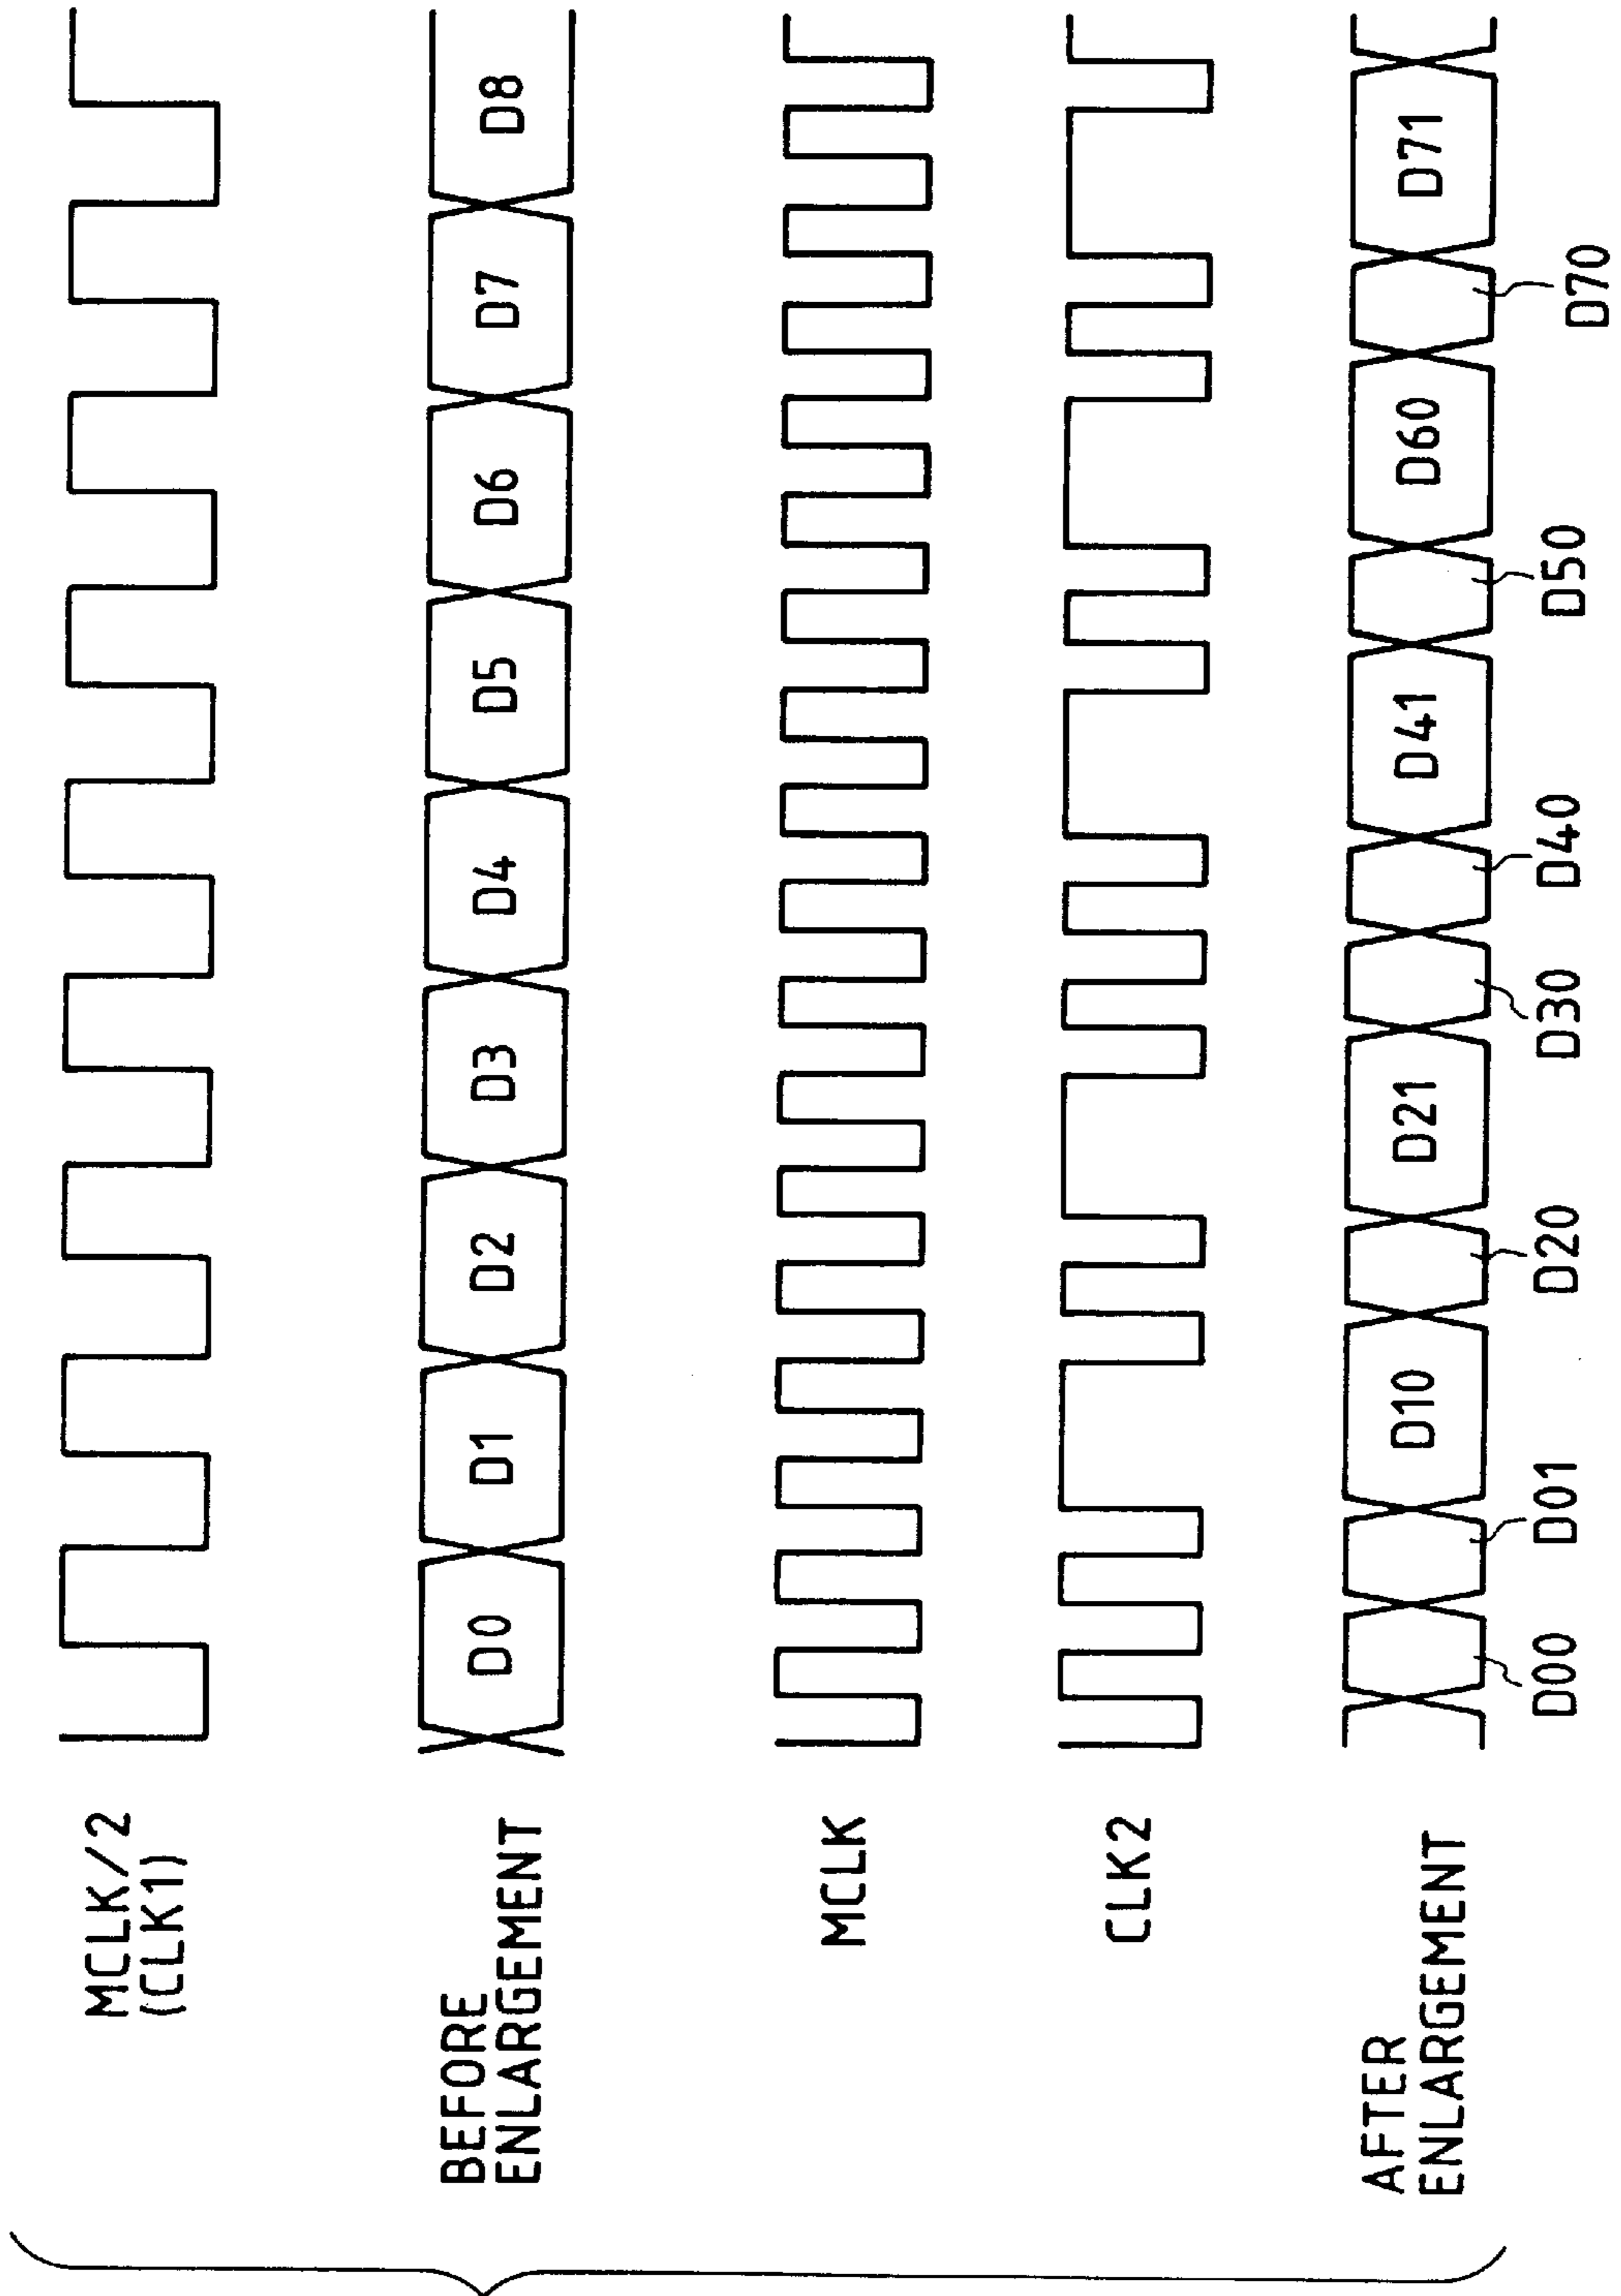 MCLK/2
(CLK1)
BEFORE
ENLARGEMENT
D0 D1 D2 D3 D4 D5 D6 D7 D8
MCLK
CLK2
AFTER
ENLARGEMENT
D10 D21 D41 D60 D71
D00 D01 D20 D30 D40 D50 D70